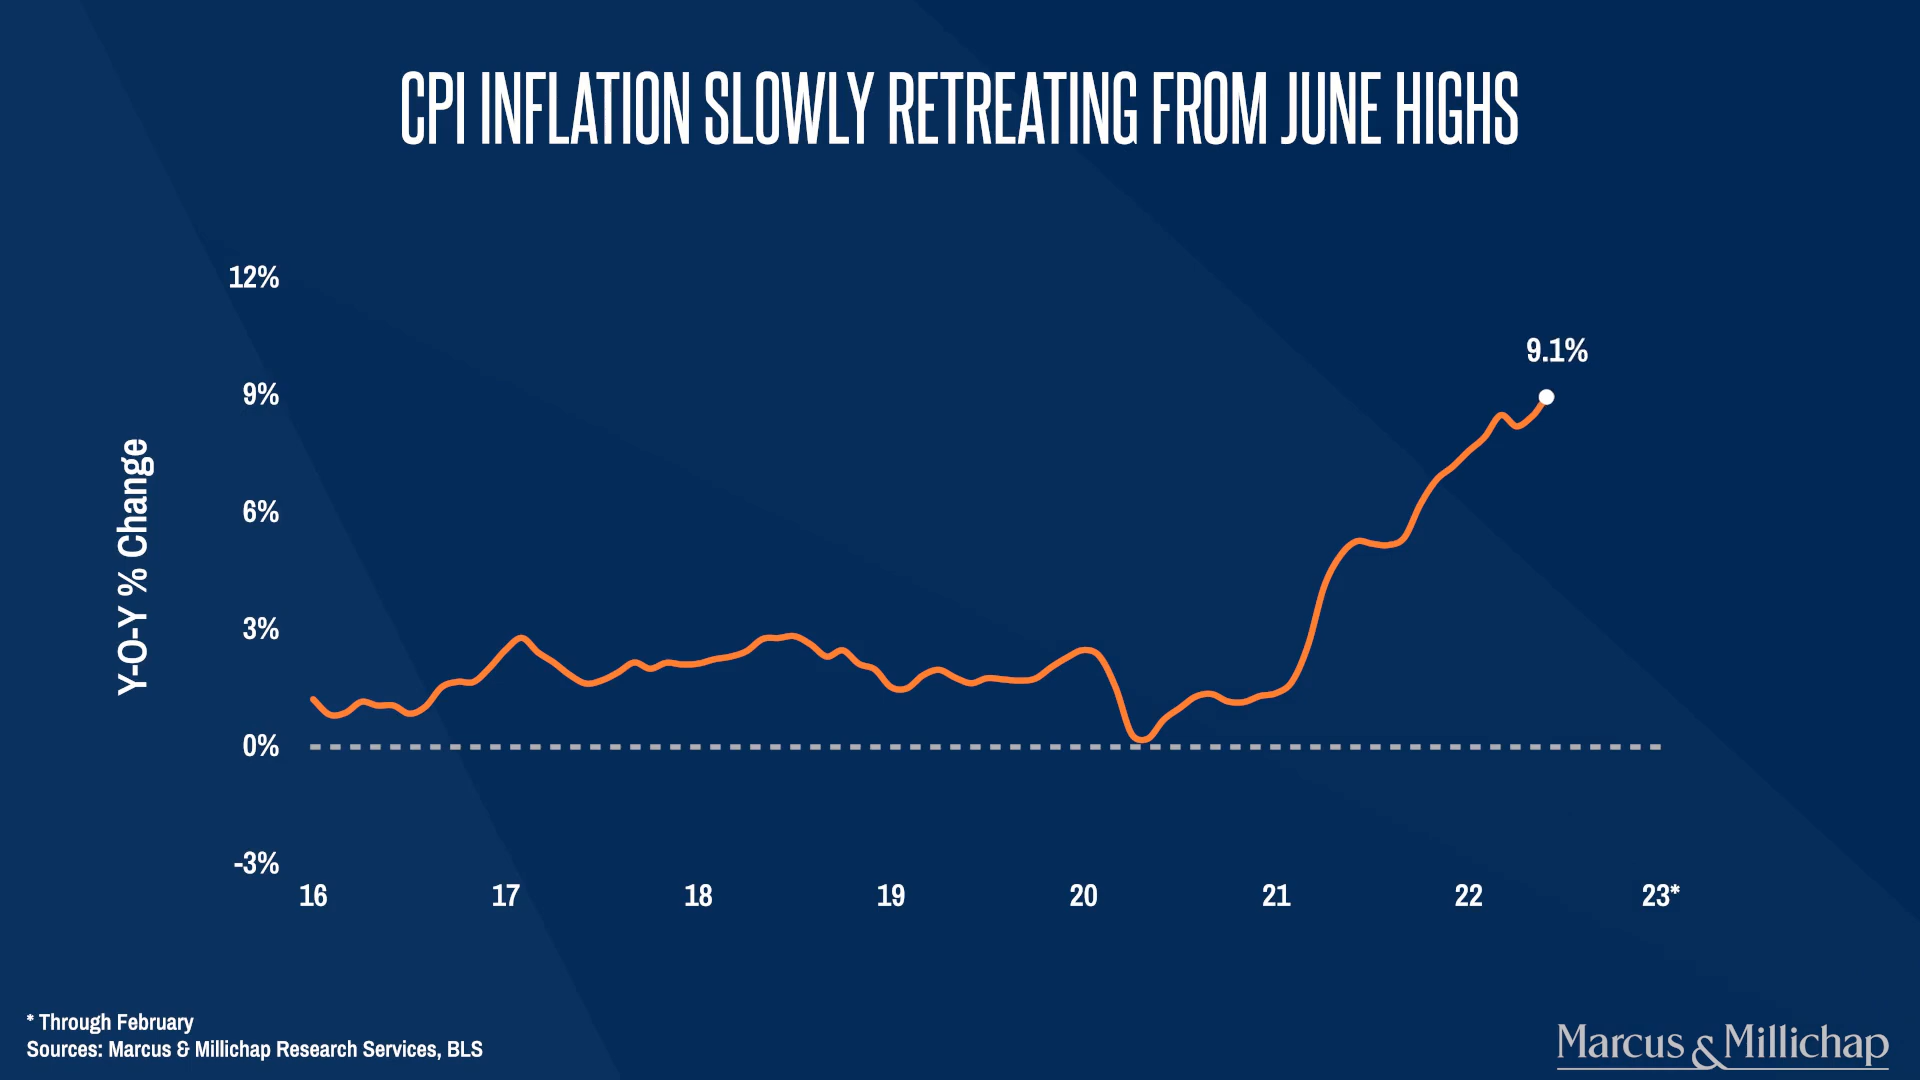 CPI INFLATION SLOWLY RETREATING FROM JUNE HIGHS
12%
9.1%
9%
6%
3%
0%
-3%
Y-O-Y % Change
16 17 18 19 20 21 22 23*
* Through February
Sources: Marcus & Millichap Research Services, BLS
Marcus & Millichap